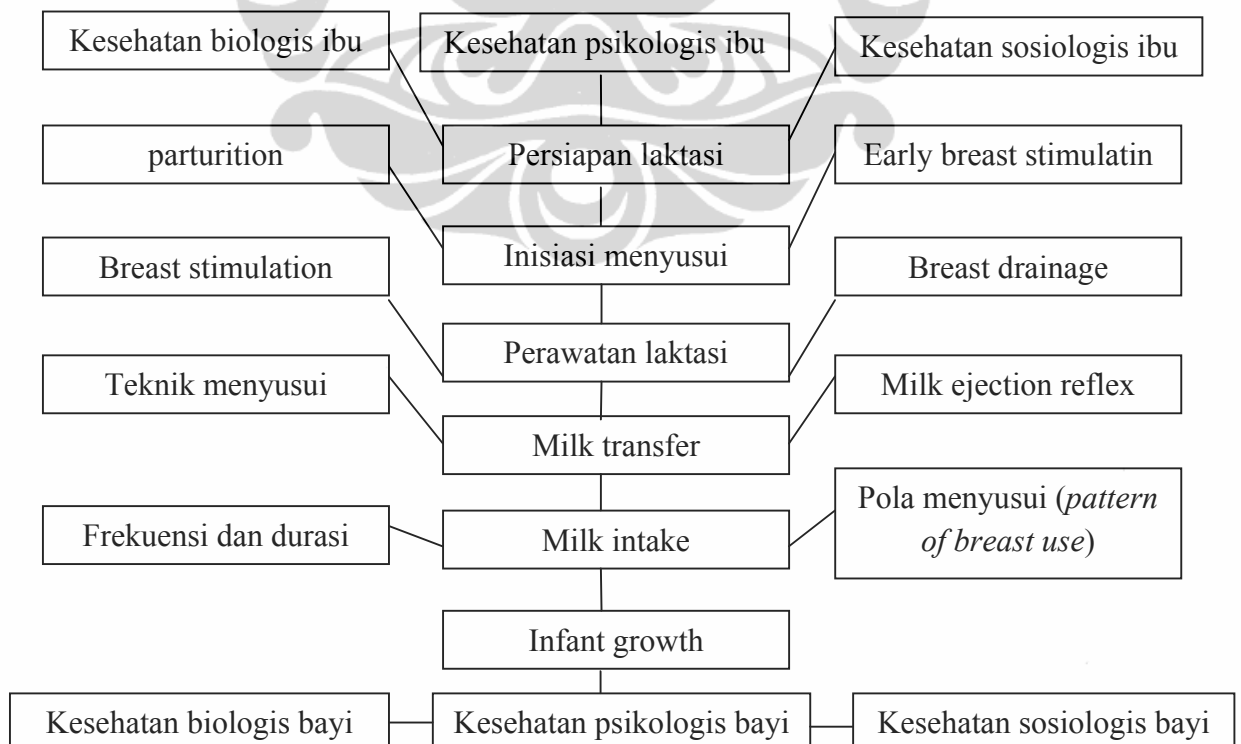 Kesehatan biologis ibu
Kesehatan psikologis ibu
Kesehatan sosiologis ibu
parturition
Persiapan laktasi
Early breast stimulatin
Inisiasi menyusui
Breast stimulation
Breast drainage
Perawatan laktasi
Teknik menyusui
Milk ejection reflex
Milk transfer
Pola menyusui (pattern
of breast use)
Frekuensi dan durasi
Milk intake
Infant growth
Kesehatan biologis bayi
Kesehatan psikologis bayi
Kesehatan sosiologis bayi